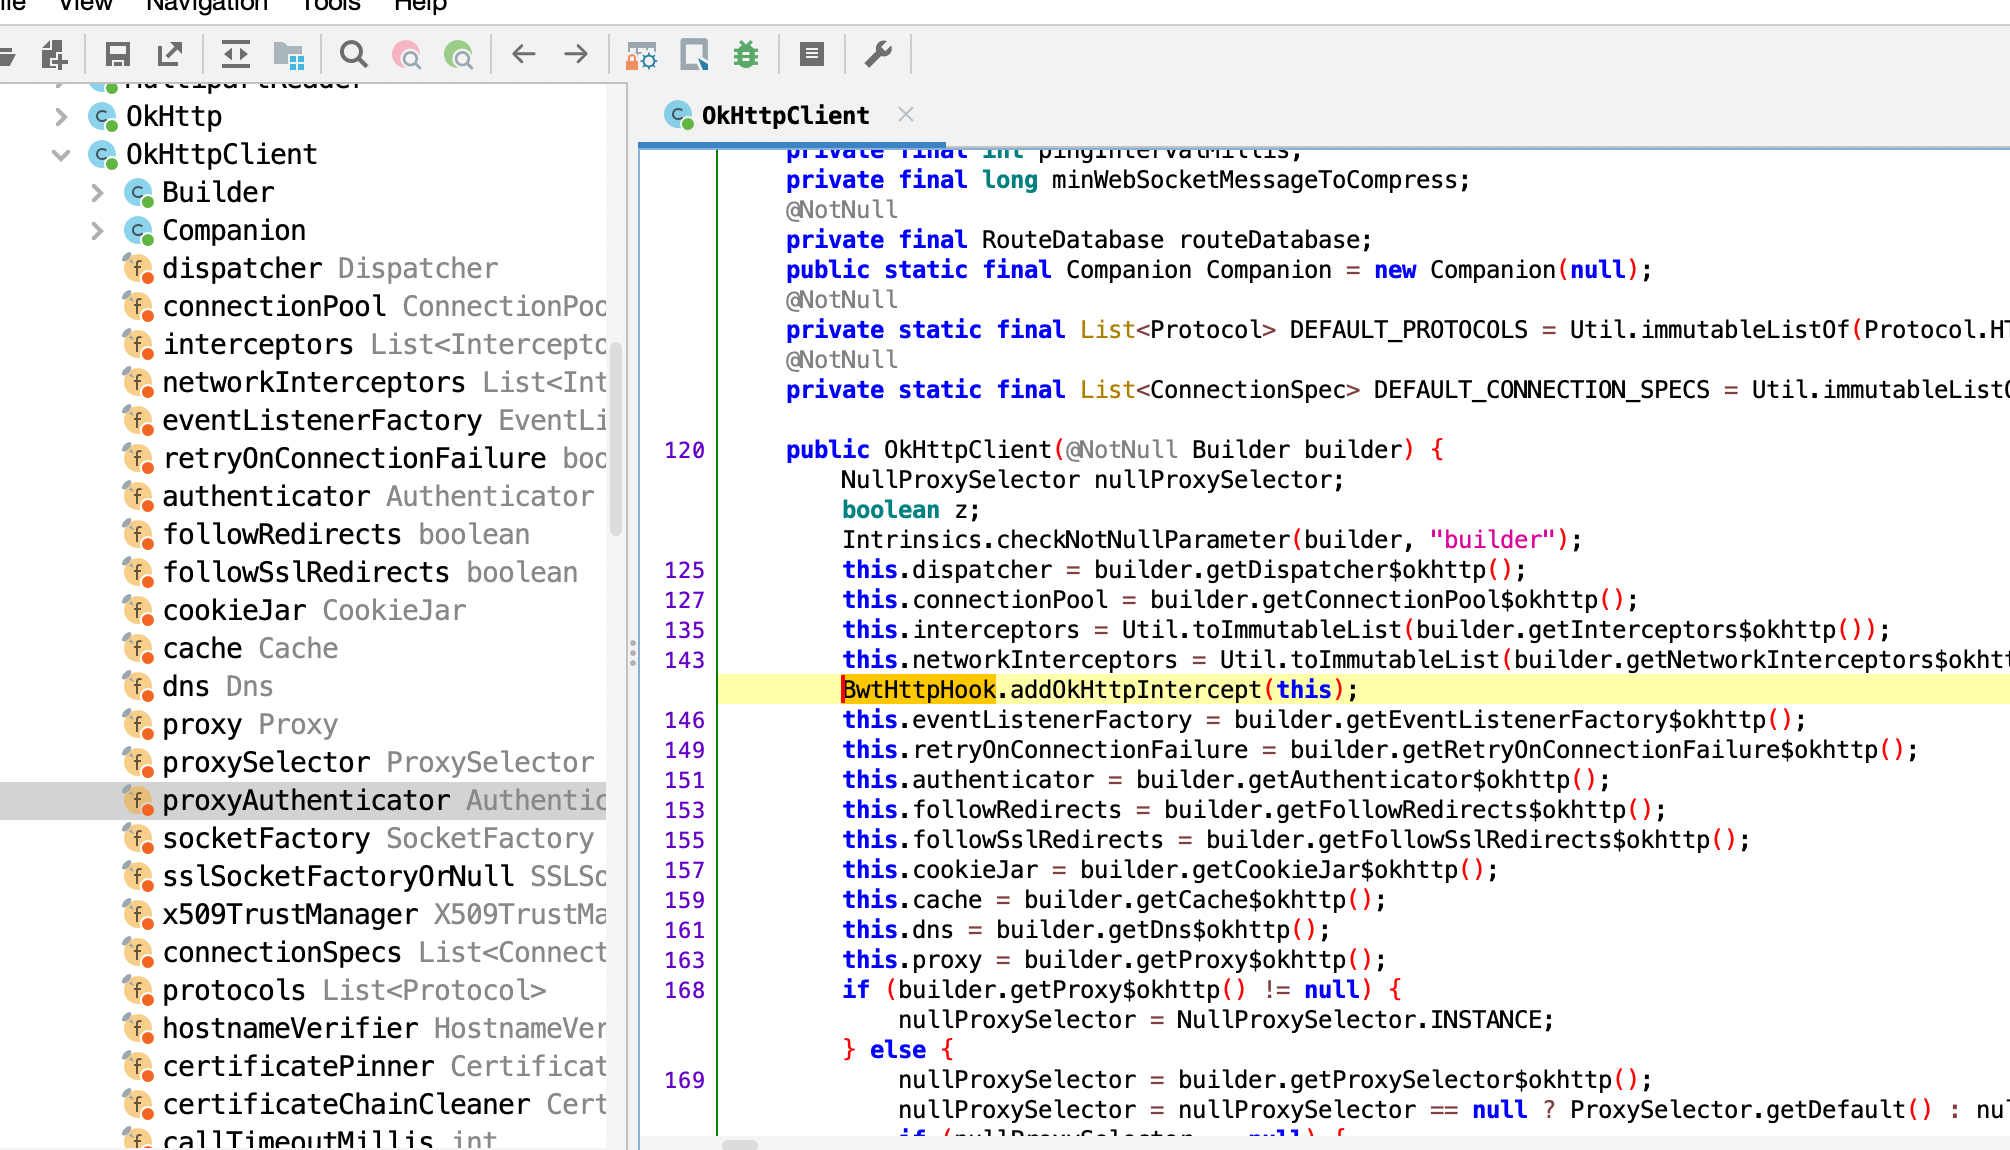 View Navigation Tools Help
OkHttp
OkHttpClient
Builder
Companion
dispatcher Dispatcher
connectionPool ConnectionPoo
interceptors List<Intercepto
networkInterceptors List<Int
eventListenerFactory EventLi
retryOnConnectionFailure boo
authenticator Authenticator
followRedirects boolean
followSslRedirects boolean
cookieJar CookieJar
cache Cache
dns Dns
proxy Proxy
proxySelector ProxySelector
proxyAuthenticator Authentic
socketFactory SocketFactory
sslSocketFactoryOrNull SSLSo
x509TrustManager X509TrustMa
connectionSpecs List<Connect
protocols List<Protocol>
hostnameVerifier HostnameVer
certificatePinner Certificat
certificateChainCleaner Cert
callTimeoutMillis int
OkHttpClient
private final int pingIntervalMillis;
private final long minWebSocketMessageToCompress;
@NotNull
private final RouteDatabase routeDatabase;
public static final Companion Companion = new Companion(null);
@NotNull
private static final List<Protocol> DEFAULT_PROTOCOLS = Util.immutableListOf(Protocol.HT
@NotNull
private static final List<ConnectionSpec> DEFAULT_CONNECTION_SPECS = Util.immutableListO
120 public OkHttpClient(@NotNull Builder builder) {
NullProxySelector nullProxySelector;
boolean z;
Intrinsics.checkNotNullParameter(builder, "builder");
125 this.dispatcher = builder.getDispatcher$okhttp();
127 this.connectionPool = builder.getConnectionPool$okhttp();
135 this.interceptors = Util.toImmutableList(builder.getInterceptors$okhttp());
143 this.networkInterceptors = Util.toImmutableList(builder.getNetworkInterceptors$okhtt
BwtHttpHook.addOkHttpIntercept(this);
146 this.eventListenerFactory = builder.getEventListenerFactory$okhttp();
149 this.retryOnConnectionFailure = builder.getRetryOnConnectionFailure$okhttp();
151 this.authenticator = builder.getAuthenticator$okhttp();
153 this.followRedirects = builder.getFollowRedirects$okhttp();
155 this.followSslRedirects = builder.getFollowSslRedirects$okhttp();
157 this.cookieJar = builder.getCookieJar$okhttp();
159 this.cache = builder.getCache$okhttp();
161 this.dns = builder.getDns$okhttp();
163 this.proxy = builder.getProxy$okhttp();
168 if (builder.getProxy$okhttp() != null) {
nullProxySelector = NullProxySelector.INSTANCE;
} else {
169 nullProxySelector = builder.getProxySelector$okhttp();
nullProxySelector = nullProxySelector == null ? ProxySelector.getDefault() : nul